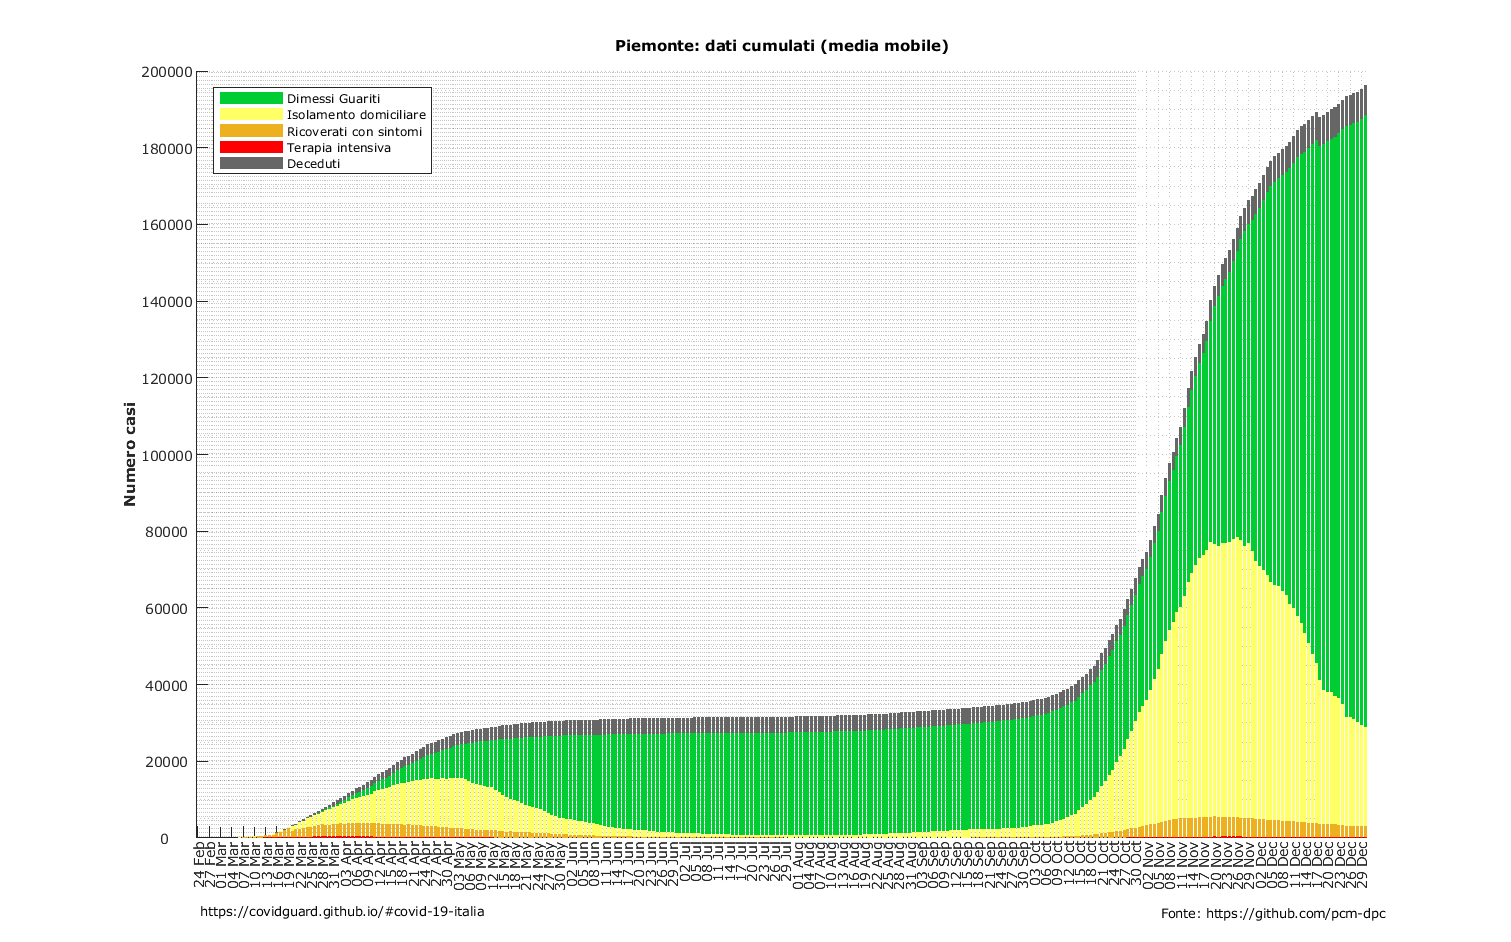 Piemonte: dati cumulati (media mobile)
200000
180000
160000
140000
120000
100000
80000
60000
40000
20000
0
Numero casi
Dimessi Guariti
Isolamento domiciliare
Ricoverati con sintomi
Terapia intensiva
Deceduti
24 Feb
27 Feb
01 Mar
04 Mar
07 Mar
10 Mar
13 Mar
16 Mar
19 Mar
22 Mar
25 Mar
28 Mar
31 Mar
03 Apr
06 Apr
09 Apr
12 Apr
15 Apr
18 Apr
21 Apr
24 Apr
27 Apr
30 Apr
03 May
06 May
09 May
12 May
15 May
18 May
21 May
24 May
27 May
30 May
02 Jun
05 Jun
08 Jun
11 Jun
14 Jun
17 Jun
20 Jun
23 Jun
26 Jun
29 Jun
02 Jul
05 Jul
08 Jul
11 Jul
14 Jul
17 Jul
20 Jul
23 Jul
26 Jul
29 Jul
01 Aug
04 Aug
07 Aug
10 Aug
13 Aug
16 Aug
19 Aug
22 Aug
25 Aug
28 Aug
31 Aug
03 Sep
06 Sep
09 Sep
12 Sep
15 Sep
18 Sep
21 Sep
24 Sep
27 Sep
30 Sep
03 Oct
06 Oct
09 Oct
12 Oct
15 Oct
18 Oct
21 Oct
24 Oct
27 Oct
30 Oct
02 Nov
05 Nov
08 Nov
11 Nov
14 Nov
17 Nov
20 Nov
23 Nov
26 Nov
29 Nov
02 Dec
05 Dec
08 Dec
11 Dec
14 Dec
17 Dec
20 Dec
23 Dec
26 Dec
29 Dec
https://covidguard.github.io/#covid-19-italia
Fonte: https://github.com/pcm-dpc